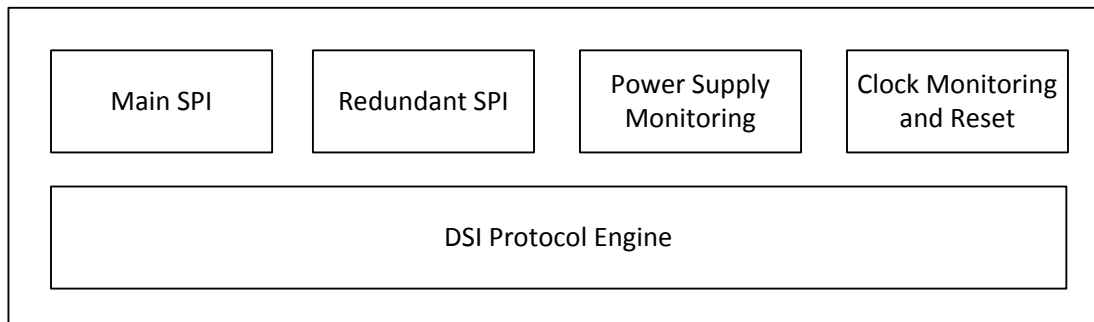 Main SPI
Redundant SPI
Power Supply
Monitoring
Clock Monitoring
and Reset
DSI Protocol Engine